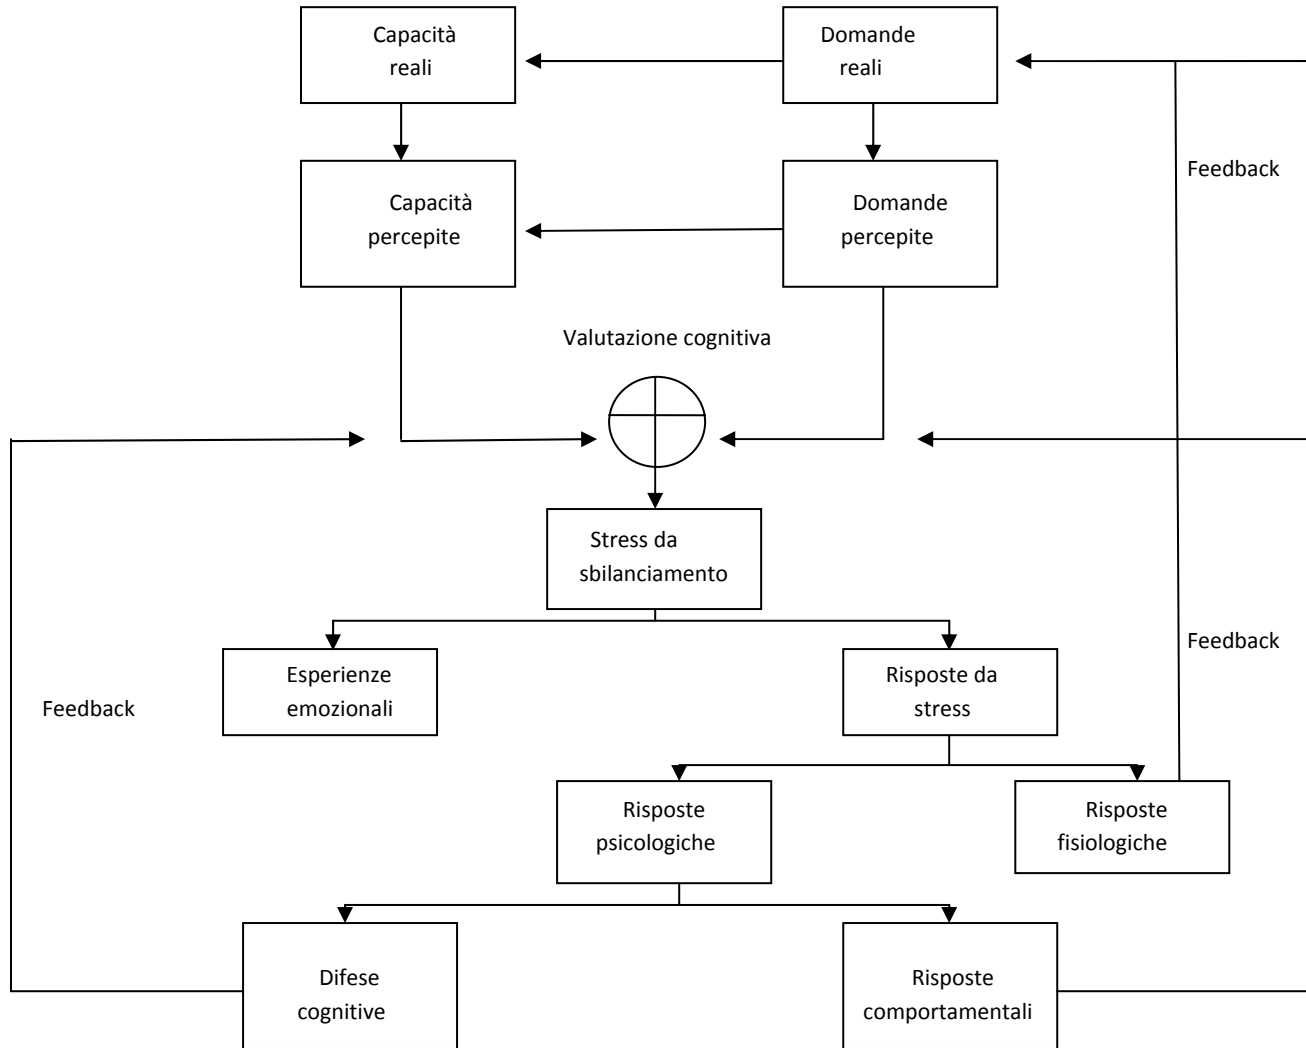 Capacità
reali
Domande
reali
Capacità
percepite
Domande
percepite
Feedback
Valutazione cognitiva
Stress da
sbilanciamento
Esperienze
emozionali
Risposte da
stress
Feedback
Feedback
Risposte
psicologiche
Risposte
fisiologiche
Difese
cognitive
Risposte
comportamentali